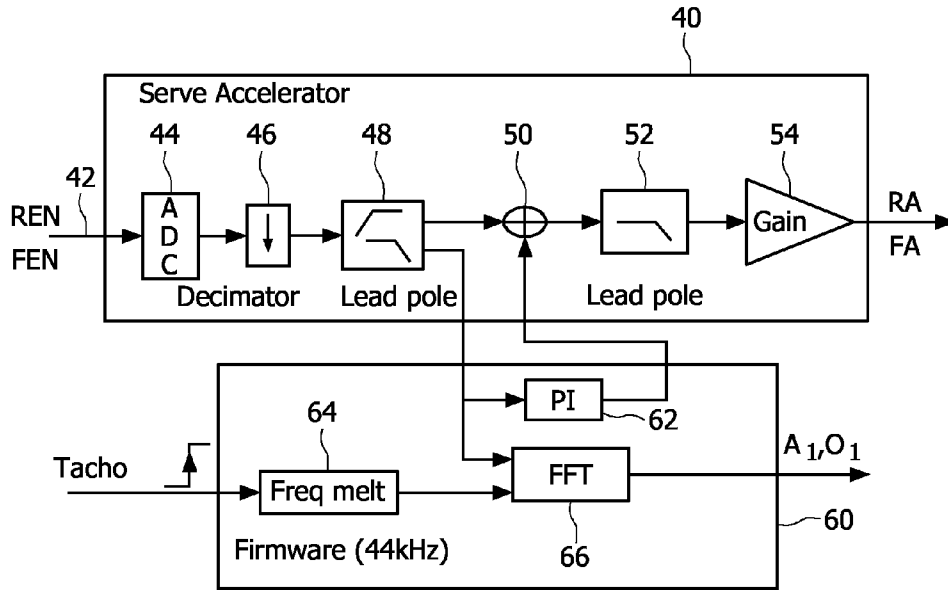 40
Serve Accelerator
44
46
48
50
52
54
42
REN
FEN
A
D
C
Gain
RA
FA
Decimator
Lead pole
Lead pole
PI
62
64
Tacho
Freq melt
FFT
A1,O1
66
60
Firmware (44kHz)